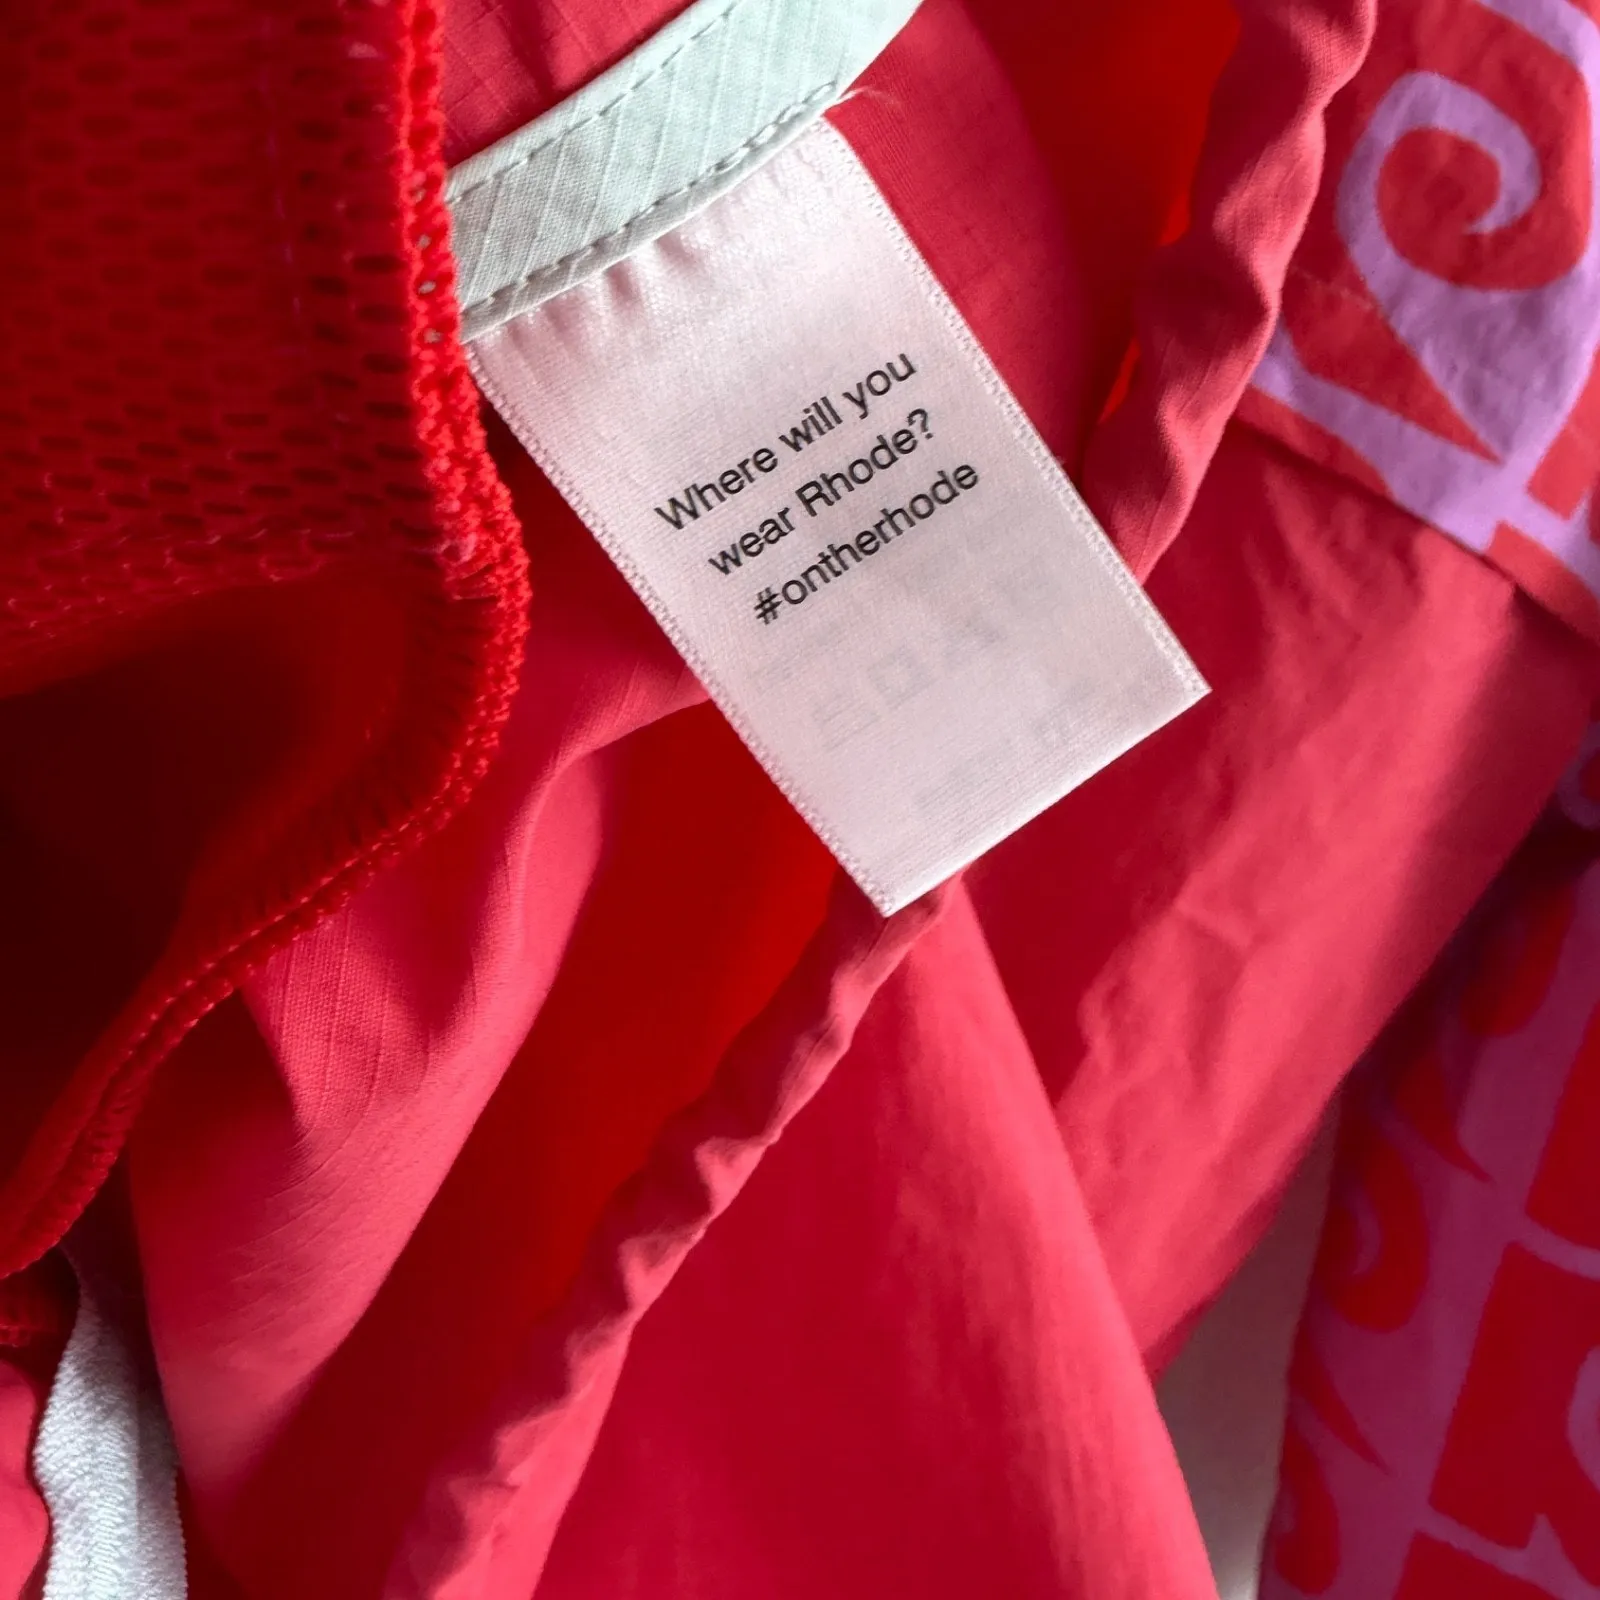 Where will you
wear Rhode?
#ontherhode